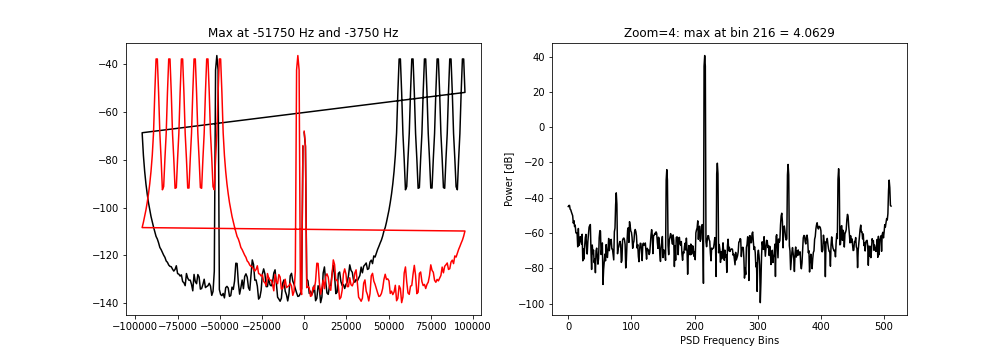 Max at -51750 Hz and -3750 Hz
−40
−60
−80
−100
−120
−140
−100000 −75000 −50000 −25000 0 25000 50000 75000 100000
Zoom=4: max at bin 216 = 4.0629
Power [dB]
40
20
0
−20
−40
−60
−80
−100
0 100 200 300 400 500
PSD Frequency Bins